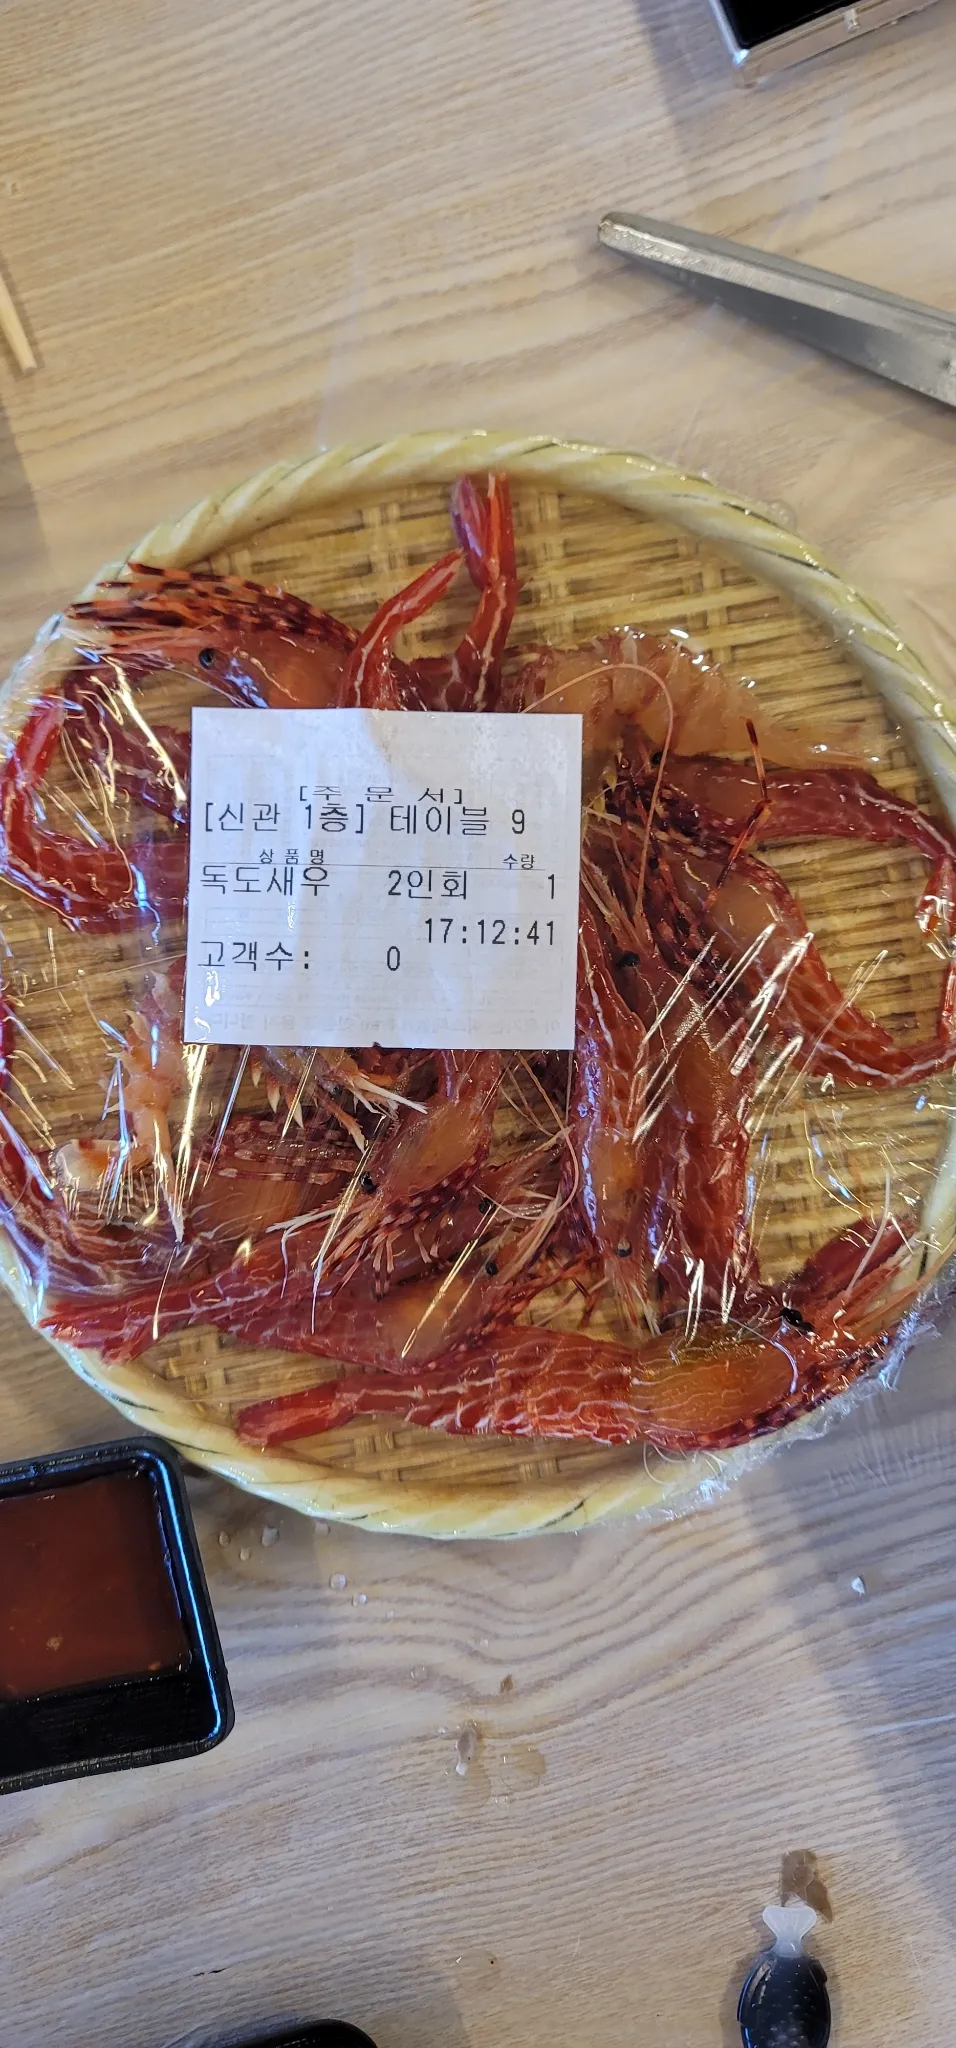 [주 문 서]
[신관 1층] 테이블 9
상품명 수량
독도새우 2인회 1
17:12:41
고객수: 0